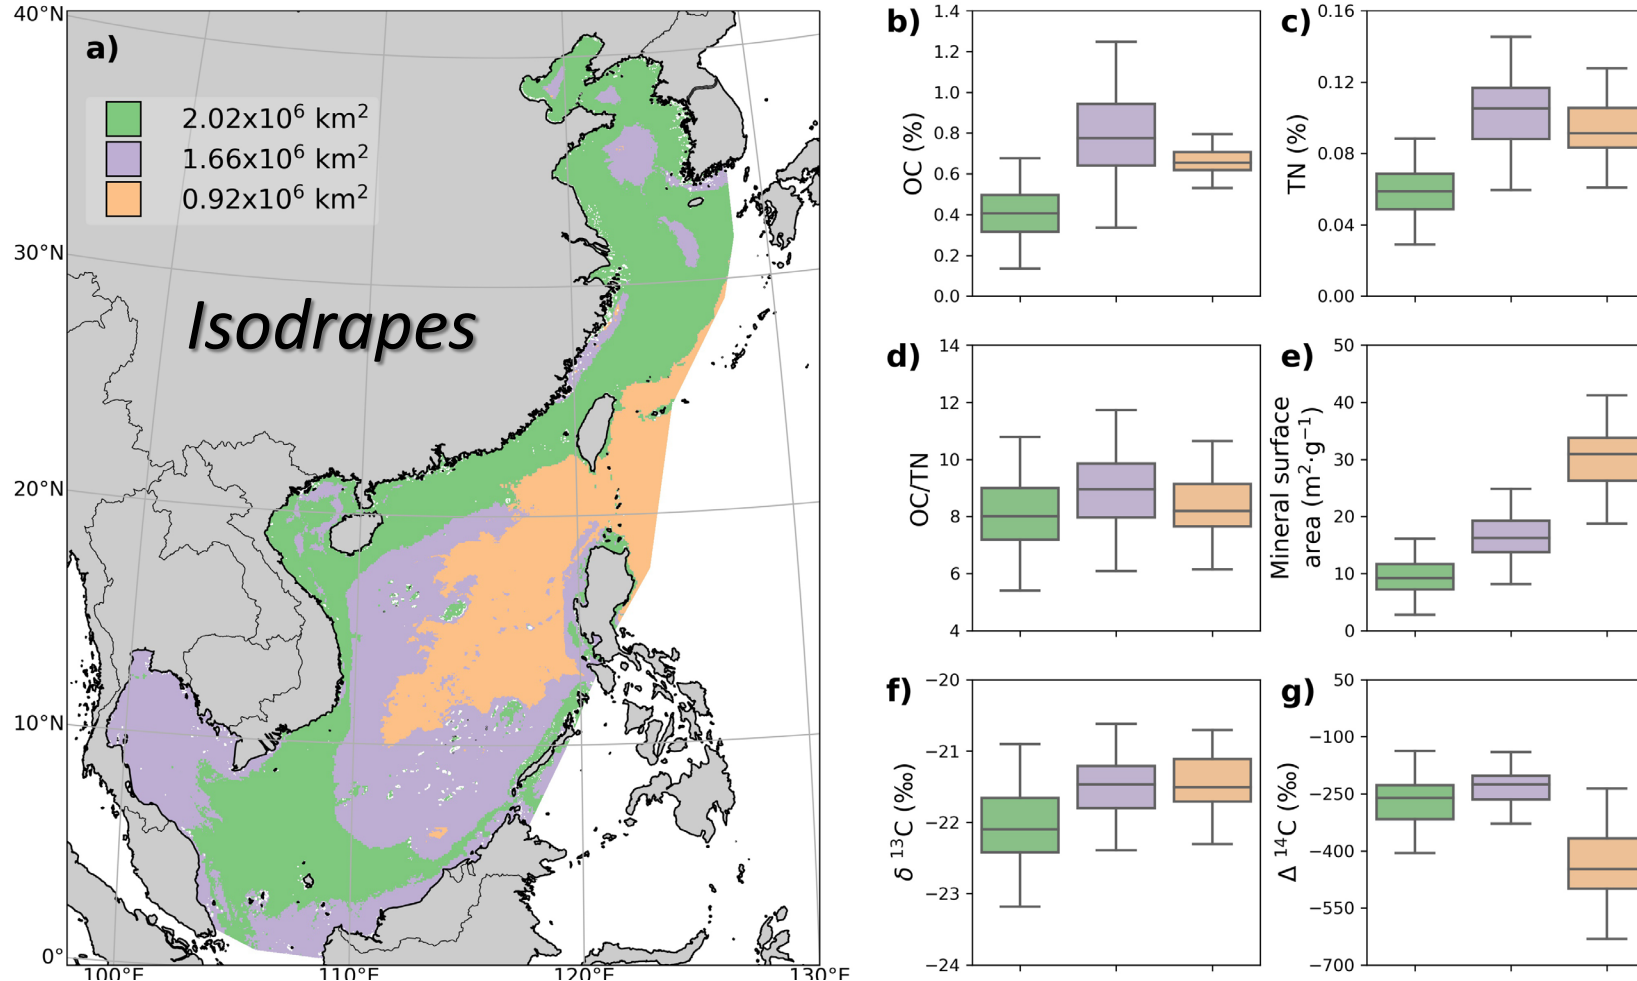 a)
40°N
30°N
20°N
10°N
0°
100°E
110°E
120°E
130°E
2.02x10⁶ km²
1.66x10⁶ km²
0.92x10⁶ km²
Isodrapes
b)
OC (%)
1.4
1.2
1.0
0.8
0.6
0.4
0.2
0.0
c)
TN (%)
0.16
0.12
0.08
0.04
0.00
d)
OC/TN
14
12
10
8
6
4
e)
Mineral surface
area (m²·g⁻¹)
50
40
30
20
10
0
f)
δ ¹³C (‰)
−20
−21
−22
−23
−24
g)
Δ ¹⁴C (‰)
50
−100
−250
−400
−550
−700